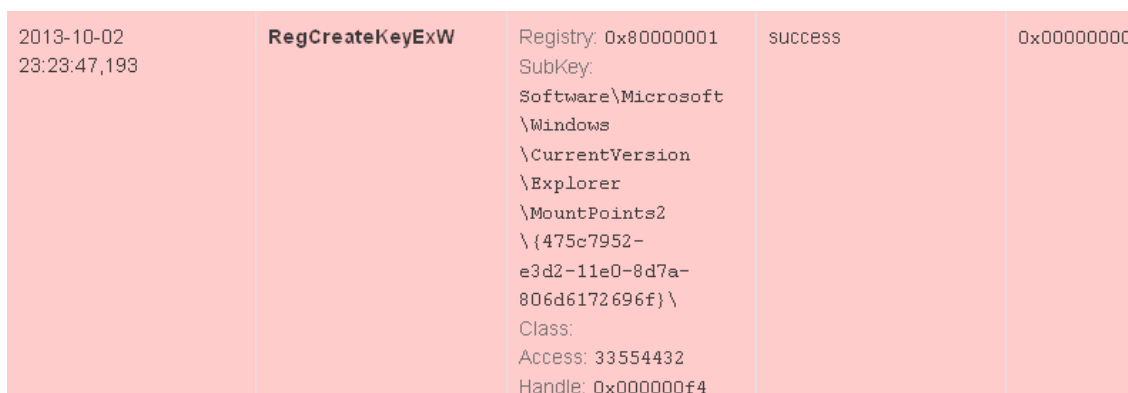 2013-10-02 RegCreateKeyExW Registry: 0x80000001 success 0x00000000
23:23:47,193 SubKey:
Software\Microsoft
\Windows
\CurrentVersion
\Explorer
\MountPoints2
\{475c7952-
e3d2-11e0-8d7a-
806d6172696f}\
Class:
Access: 33554432
Handle: 0x000000f4